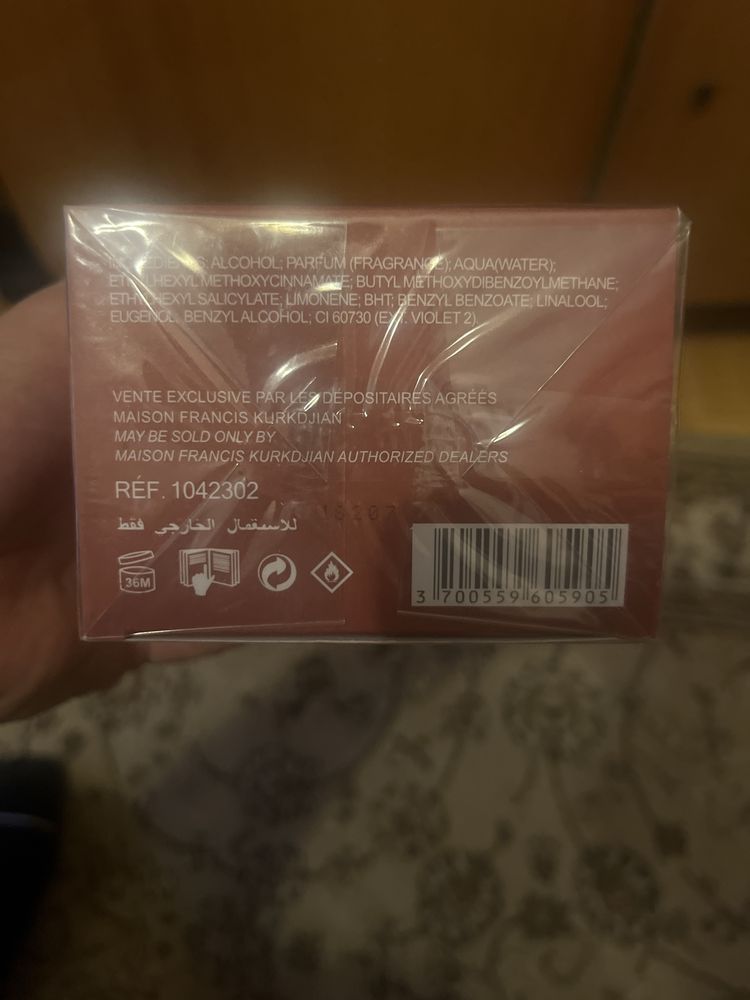 ALCOHOL; PARFUM (FRAGRANCE); AQUA(WATER);
ETHYLHEXYL METHOXYCINNAMATE; BUTYL METHOXYDIBENZOYLMETHANE;
ETHYLHEXYL SALICYLATE; LIMONENE; BHT; BENZYL BENZOATE; LINALOOL;
EUGENOL; BENZYL ALCOHOL; CI 60730 (EXT. VIOLET 2).
VENTE EXCLUSIVE PAR LES DÉPOSITAIRES AGRÉÉS
MAISON FRANCIS KURKDJIAN
MAY BE SOLD ONLY BY
MAISON FRANCIS KURKDJIAN AUTHORIZED DEALERS
RÉF. 1042302
للاستعمال الخارجي فقط
36M
3 700559 605905